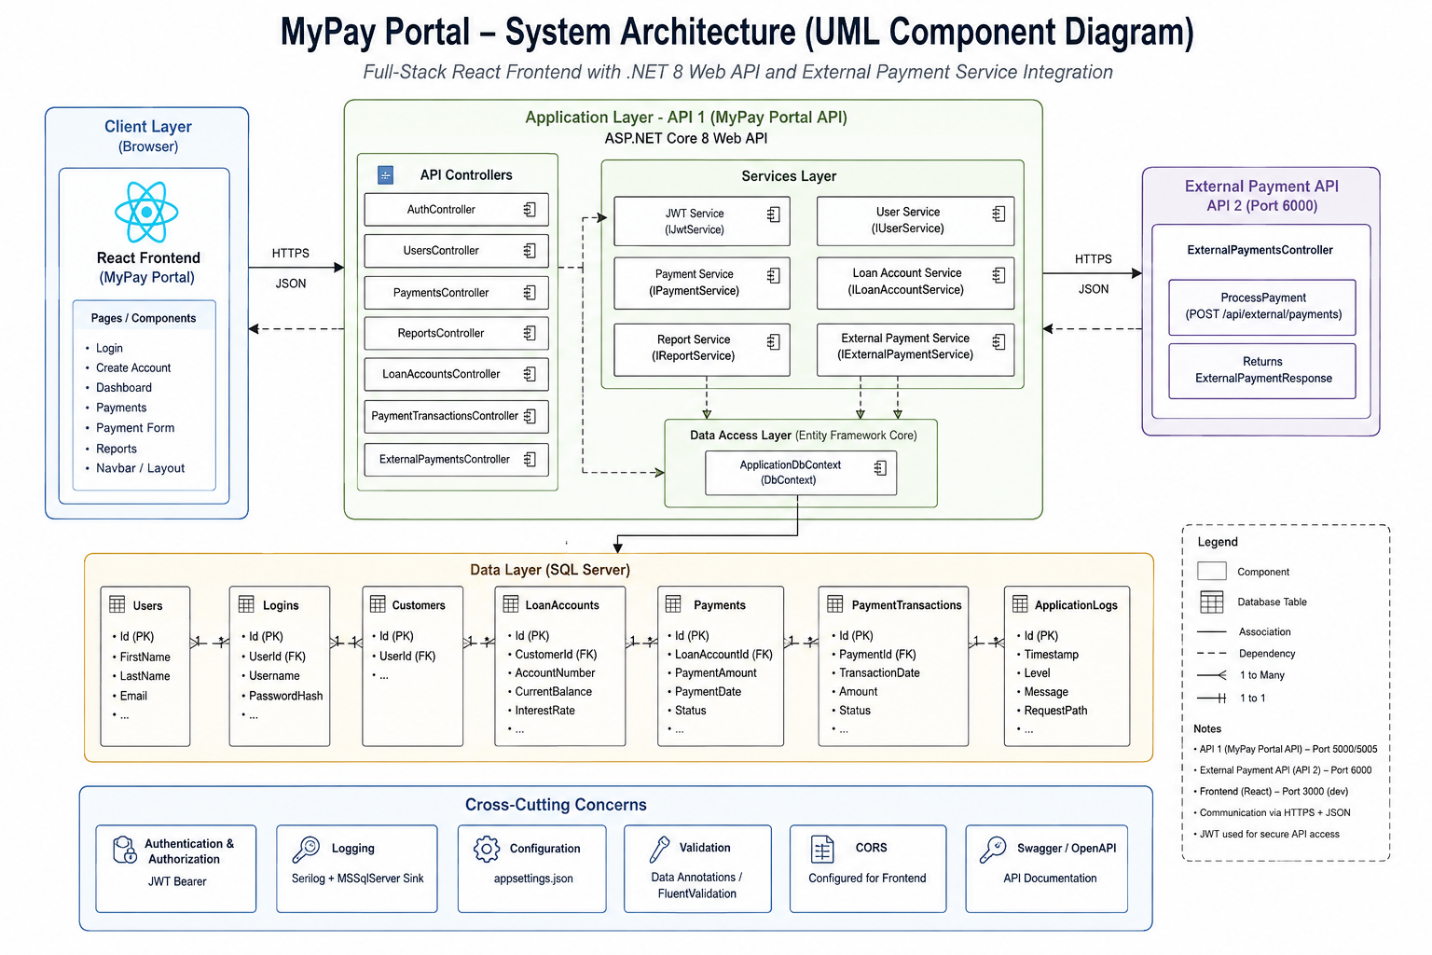 MyPay Portal – System Architecture (UML Component Diagram)
Full-Stack React Frontend with .NET 8 Web API and External Payment Service Integration
Client Layer
(Browser)
React Frontend
(MyPay Portal)
Pages / Components
• Login
• Create Account
• Dashboard
• Payments
• Payment Form
• Reports
• Navbar / Layout
HTTPS
JSON
Application Layer - API 1 (MyPay Portal API)
ASP.NET Core 8 Web API
API Controllers
AuthController
UsersController
PaymentsController
ReportsController
LoanAccountsController
PaymentTransactionsController
ExternalPaymentsController
Services Layer
JWT Service
(IJwtService)
User Service
(IUserService)
Payment Service
(IPaymentService)
Loan Account Service
(ILoanAccountService)
Report Service
(IReportService)
External Payment Service
(IExternalPaymentService)
Data Access Layer (Entity Framework Core)
ApplicationDbContext
(DbContext)
HTTPS
JSON
External Payment API
API 2 (Port 6000)
ExternalPaymentsController
ProcessPayment
(POST /api/external/payments)
Returns
ExternalPaymentResponse
Data Layer (SQL Server)
Users
• Id (PK)
• FirstName
• LastName
• Email
• ...
1 *
Logins
• Id (PK)
• UserId (FK)
• Username
• PasswordHash
• ...
1 1
Customers
• Id (PK)
• UserId (FK)
• ...
1 *
LoanAccounts
• Id (PK)
• CustomerId (FK)
• AccountNumber
• CurrentBalance
• InterestRate
• ...
1 *
Payments
• Id (PK)
• LoanAccountId (FK)
• PaymentAmount
• PaymentDate
• Status
• ...
1 *
PaymentTransactions
• Id (PK)
• PaymentId (FK)
• TransactionDate
• Amount
• Status
• ...
1 *
ApplicationLogs
• Id (PK)
• Timestamp
• Level
• Message
• RequestPath
• ...
Legend
Component
Database Table
Association
Dependency
1 to Many
1 to 1
Notes
• API 1 (MyPay Portal API) – Port 5000/5005
• External Payment API (API 2) – Port 6000
• Frontend (React) – Port 3000 (dev)
• Communication via HTTPS + JSON
• JWT used for secure API access
Cross-Cutting Concerns
Authentication &
Authorization
JWT Bearer
Logging
Serilog + MSSqlServer Sink
Configuration
appsettings.json
Validation
Data Annotations /
FluentValidation
CORS
Configured for Frontend
Swagger / OpenAPI
API Documentation